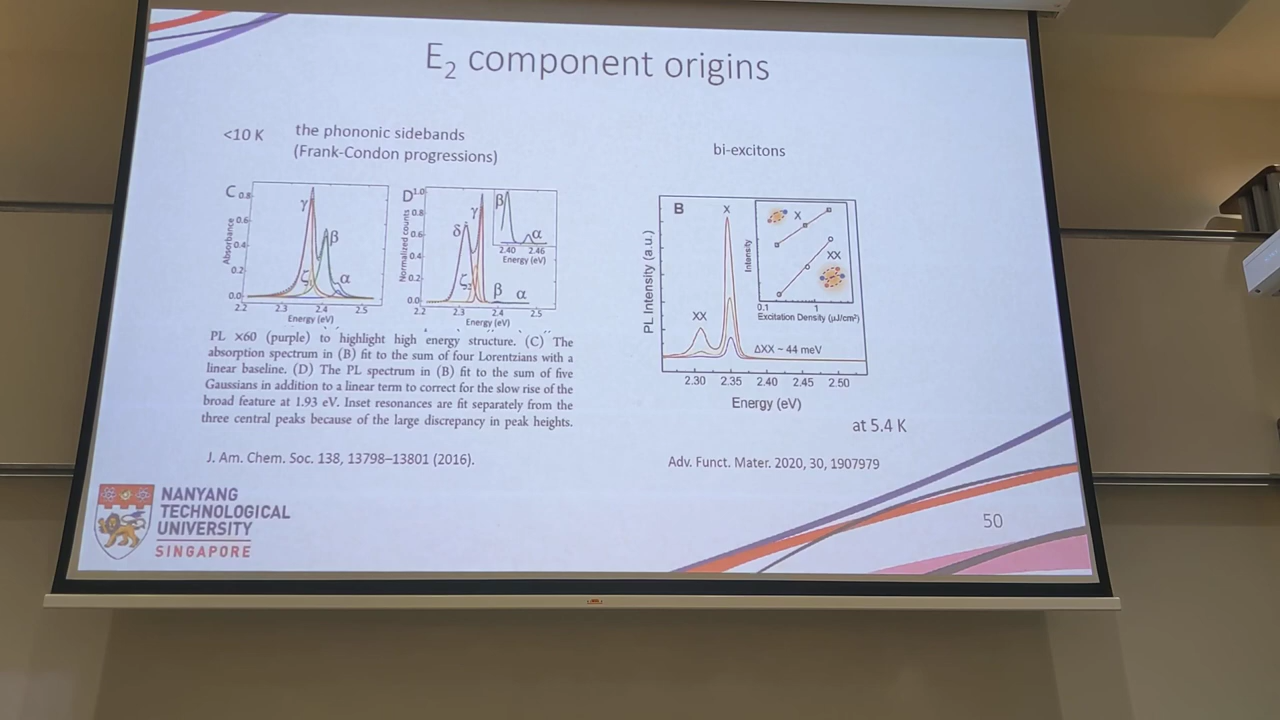 E₂ component origins
<10 K
the phononic sidebands
(Frank-Condon progressions)
bi-excitons
C
0.8
0.6
0.4
0.2
0.0
Absorbance
γ
β
ζ
α
2.2 2.3 2.4 2.5
Energy (eV)
D
1.0
0.8
0.6
0.4
0.2
0.0
Normalized counts
δ
γ
ζ
β
α
β
α
2.40 2.46
Energy (eV)
2.2 2.3 2.4 2.5
Energy (eV)
PL ×60 (purple) to highlight high energy structure. (C) The
absorption spectrum in (B) fit to the sum of four Lorentzians with a
linear baseline. (D) The PL spectrum in (B) fit to the sum of five
Gaussians in addition to a linear term to correct for the slow rise of the
broad feature at 1.93 eV. Inset resonances are fit separately from the
three central peaks because of the large discrepancy in peak heights.
J. Am. Chem. Soc. 138, 13798–13801 (2016).
B
X
XX
PL Intensity (a.u.)
Intensity
X
XX
0.1 1
Excitation Density (μJ/cm²)
ΔXX ~ 44 meV
2.30 2.35 2.40 2.45 2.50
Energy (eV)
at 5.4 K
Adv. Funct. Mater. 2020, 30, 1907979
NANYANG
TECHNOLOGICAL
UNIVERSITY
SINGAPORE
50